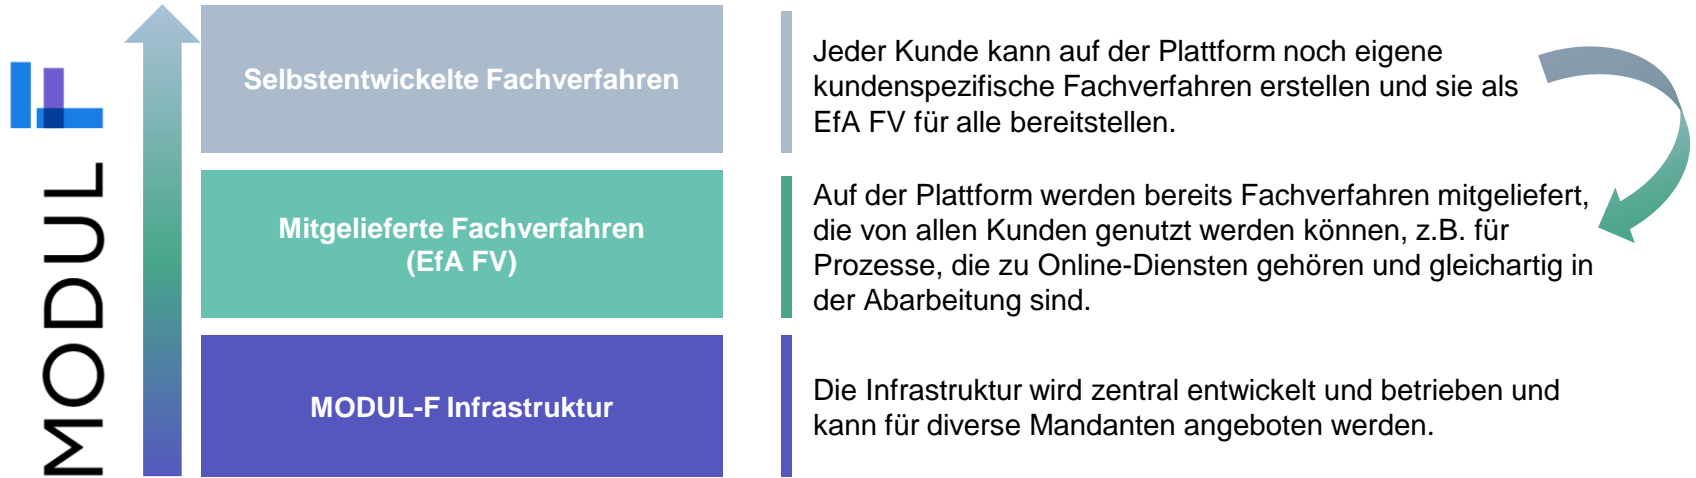 MODUL F
Selbstentwickelte Fachverfahren
Jeder Kunde kann auf der Plattform noch eigene
kundenspezifische Fachverfahren erstellen und sie als
EfA FV für alle bereitstellen.
Mitgelieferte Fachverfahren
(EfA FV)
Auf der Plattform werden bereits Fachverfahren mitgeliefert,
die von allen Kunden genutzt werden können, z.B. für
Prozesse, die zu Online-Diensten gehören und gleichartig in
der Abarbeitung sind.
MODUL-F Infrastruktur
Die Infrastruktur wird zentral entwickelt und betrieben und
kann für diverse Mandanten angeboten werden.